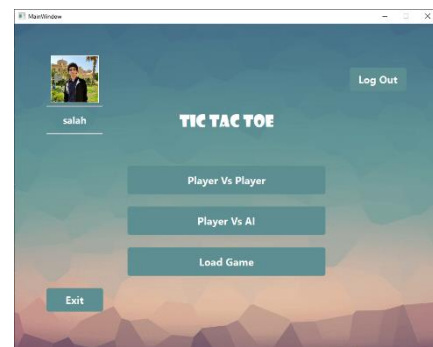 MainWindow
Log Out
salah
TIC TAC TOE
Player Vs Player
Player Vs AI
Load Game
Exit